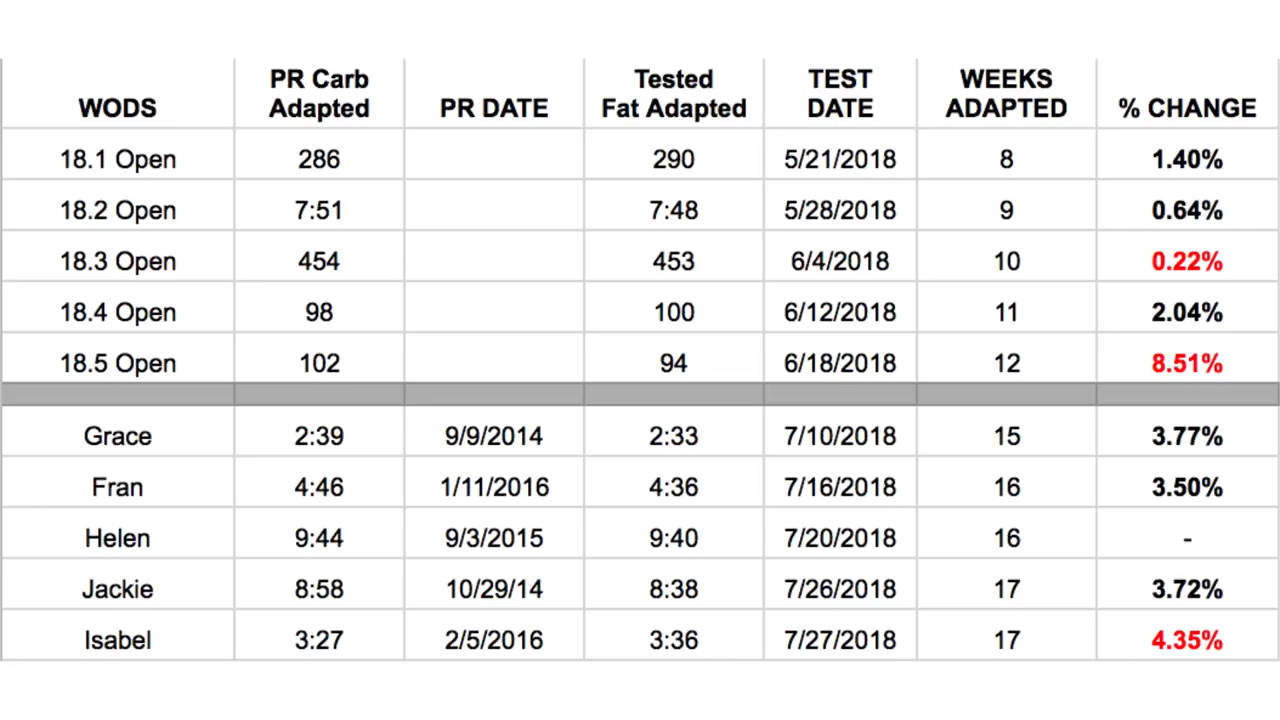 WODS PR Carb Adapted PR DATE Tested Fat Adapted TEST DATE WEEKS ADAPTED % CHANGE
18.1 Open 286 290 5/21/2018 8 1.40%
18.2 Open 7:51 7:48 5/28/2018 9 0.64%
18.3 Open 454 453 6/4/2018 10 0.22%
18.4 Open 98 100 6/12/2018 11 2.04%
18.5 Open 102 94 6/18/2018 12 8.51%
Grace 2:39 9/9/2014 2:33 7/10/2018 15 3.77%
Fran 4:46 1/11/2016 4:36 7/16/2018 16 3.50%
Helen 9:44 9/3/2015 9:40 7/20/2018 16 -
Jackie 8:58 10/29/14 8:38 7/26/2018 17 3.72%
Isabel 3:27 2/5/2016 3:36 7/27/2018 17 4.35%